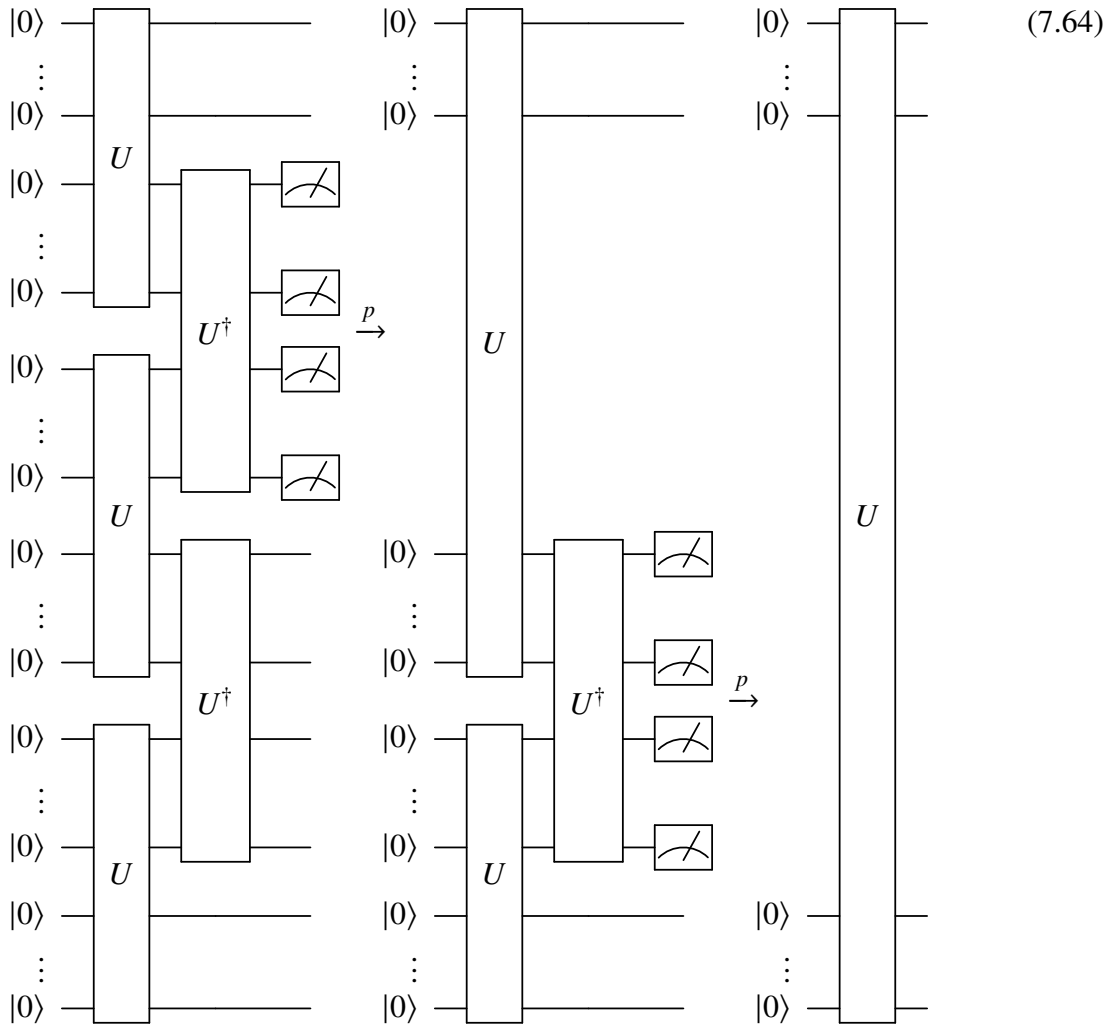 |0⟩ |0⟩ |0⟩ (7.64)
⋮ ⋮ ⋮
|0⟩ |0⟩ |0⟩
U
|0⟩
⋮
|0⟩
p
U† → U
|0⟩
⋮
|0⟩
U U
|0⟩ |0⟩
⋮ ⋮
|0⟩ |0⟩
p
U† U† →
|0⟩ |0⟩
⋮ ⋮
|0⟩ |0⟩
U U
|0⟩ |0⟩ |0⟩
⋮ ⋮ ⋮
|0⟩ |0⟩ |0⟩